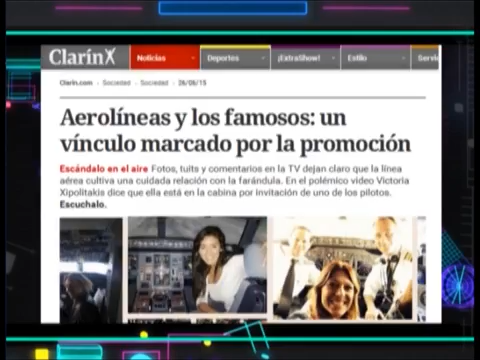 Clarín
Noticias
Deportes
¡ExtraShow!
Estilo
Servic
Clarin.com - Sociedad - Sociedad - 26/06/15
Aerolíneas y los famosos: un
vínculo marcado por la promoción
Escándalo en el aire Fotos, tuits y comentarios en la TV dejan claro que la línea
aérea cultiva una cuidada relación con la farándula. En el polémico video Victoria
Xipolitakis dice que ella está en la cabina por invitación de uno de los pilotos.
Escuchalo.